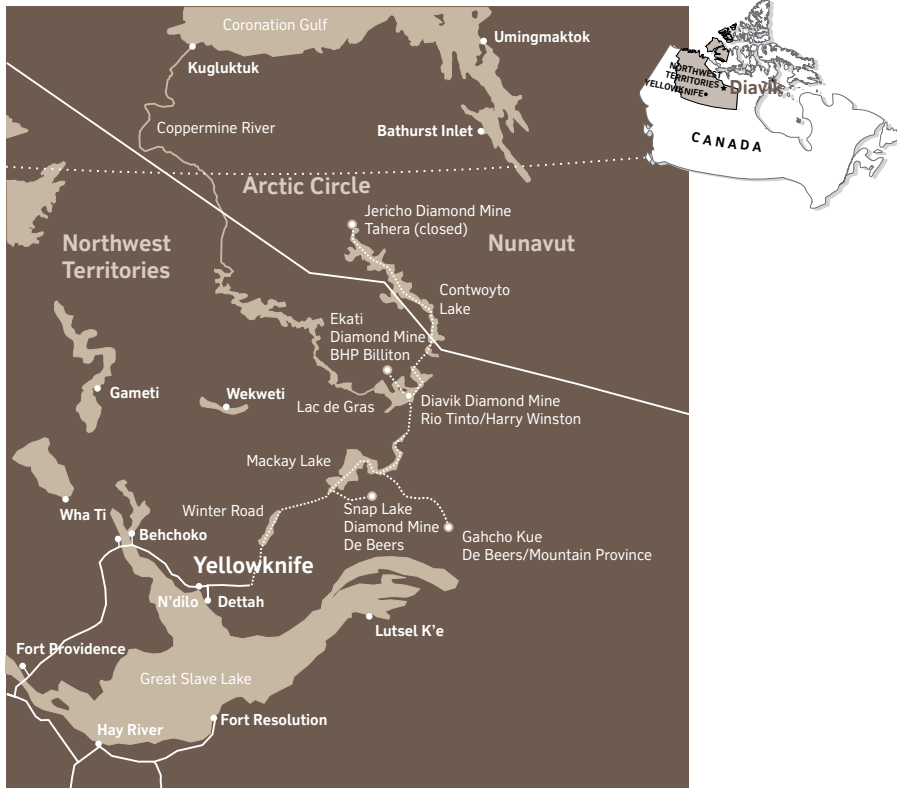 Coronation Gulf
Umingmaktok
Kugluktuk
Coppermine River
Bathurst Inlet
Arctic Circle
Jericho Diamond Mine
Tahera (closed)
Northwest
Territories
Nunavut
Contwoyto
Lake
Ekati
Diamond Mine
BHP Billiton
Gameti
Wekweti
Lac de Gras
Diavik Diamond Mine
Rio Tinto/Harry Winston
Mackay Lake
Wha Ti
Winter Road
Snap Lake
Diamond Mine
De Beers
Gahcho Kue
De Beers/Mountain Province
Behchoko
Yellowknife
N'dilo
Dettah
Lutsel K'e
Fort Providence
Great Slave Lake
Fort Resolution
Hay River
NORTHWEST
TERRITORIES
YELLOWKNIFE
Diavik
CANADA